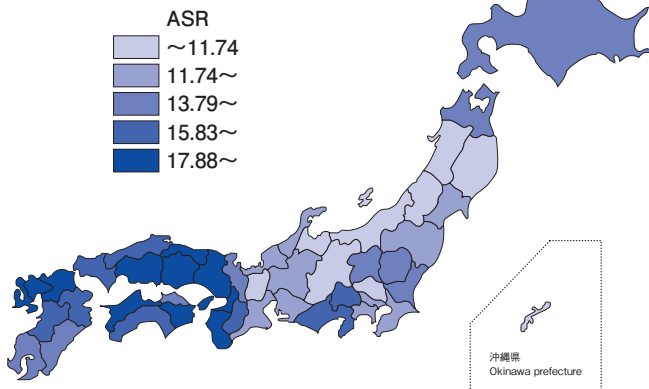 ASR
～11.74
11.74～
13.79～
15.83～
17.88～
沖縄県
Okinawa prefecture